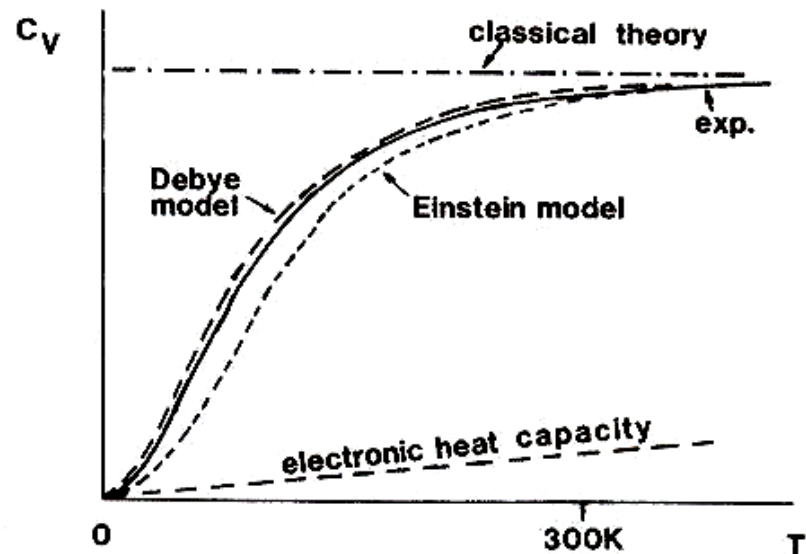 C_V
classical theory
exp.
Debye
model
Einstein model
electronic heat capacity
0
300K
T